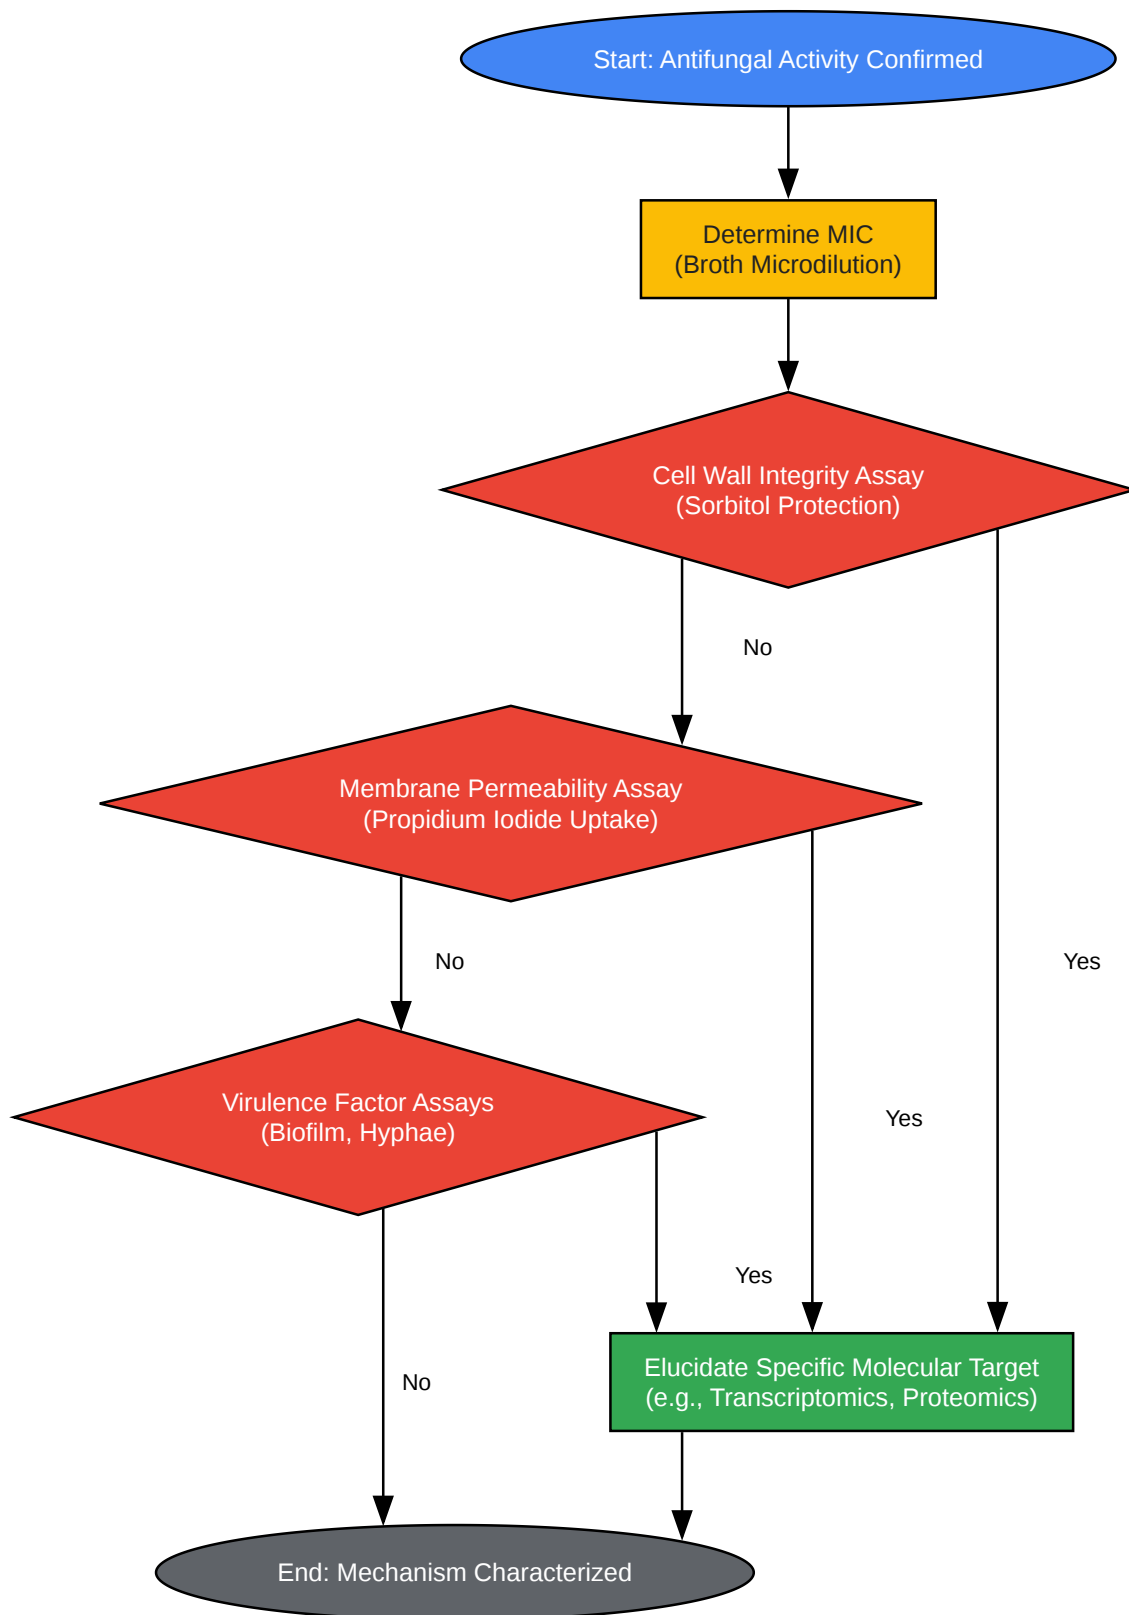 Start: Antifungal Activity Confirmed
Determine MIC
(Broth Microdilution)
Cell Wall Integrity Assay
(Sorbitol Protection)
No
Membrane Permeability Assay
(Propidium Iodide Uptake)
No
Yes
Virulence Factor Assays
(Biofilm, Hyphae)
Yes
Yes
Elucidate Specific Molecular Target
(e.g., Transcriptomics, Proteomics)
No
End: Mechanism Characterized